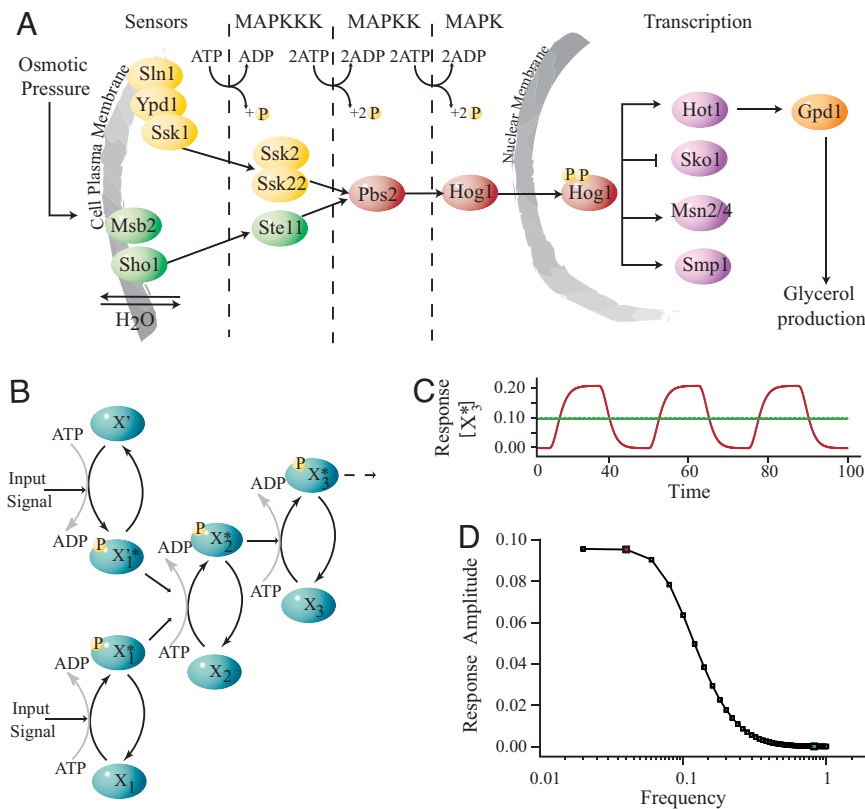 A
Sensors
MAPKKK
MAPKK
MAPK
Transcription
Osmotic
Pressure
Cell Plasma Membrane
Sln1
Ypd1
Ssk1
Msb2
Sho1
H2O
ATP
ADP
+ P
2ATP
2ADP
+2 P
2ATP
2ADP
+2 P
Ssk2
Ssk22
Ste11
Pbs2
Hog1
Nuclear Membrane
P P
Hog1
Hot1
Sko1
Msn2/4
Smp1
Gpd1
Glycerol
production
B
X'
ATP
Input
Signal
ADP
P
X'1*
P
X*1
ADP
Input
Signal
ATP
X1
P
X*2
ADP
ATP
X2
P
X*3
ADP
ATP
X3
C
Response
[X*3]
0.20
0.10
0.00
0
20
40
60
80
100
Time
D
Response Amplitude
0.10
0.08
0.06
0.04
0.02
0.00
0.01
0.1
1
Frequency